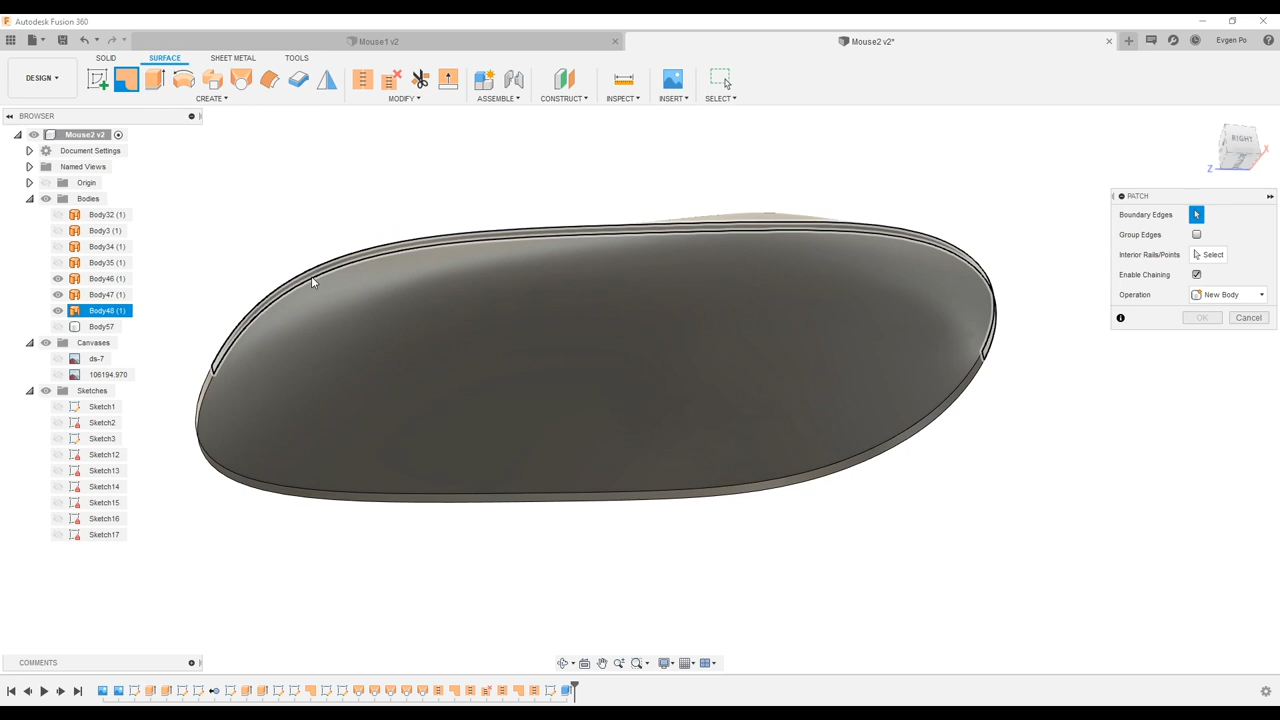 Autodesk Fusion 360
Mouse1 v2
Mouse2 v2*
Evgen Po
DESIGN
SOLID
SURFACE
SHEET METAL
TOOLS
CREATE
MODIFY
ASSEMBLE
CONSTRUCT
INSPECT
INSERT
SELECT
BROWSER
Mouse2 v2
Document Settings
Named Views
Origin
Bodies
Body32 (1)
Body3 (1)
Body34 (1)
Body35 (1)
Body46 (1)
Body47 (1)
Body48 (1)
Body57
Canvases
ds-7
106194.970
Sketches
Sketch1
Sketch2
Sketch3
Sketch12
Sketch13
Sketch14
Sketch15
Sketch16
Sketch17
RIGHT
X
Z
PATCH
Boundary Edges
Group Edges
Interior Rails/Points
Select
Enable Chaining
Operation
New Body
OK
Cancel
COMMENTS